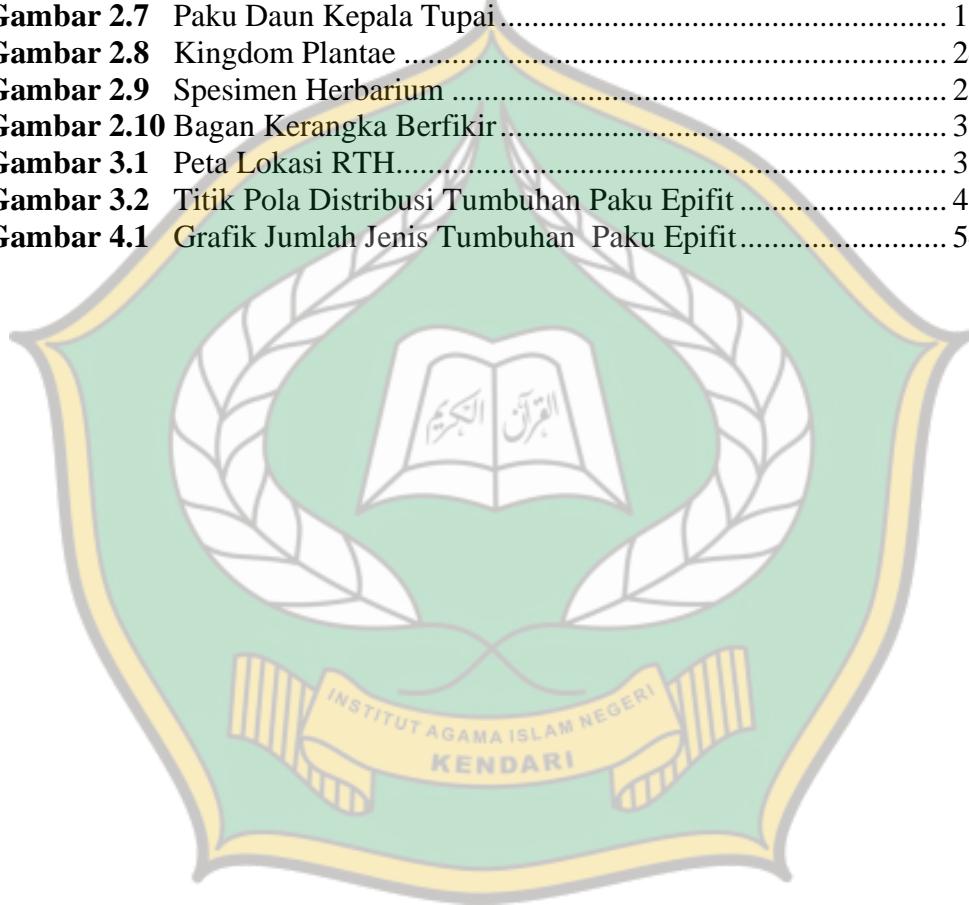 Gambar 2.7 Paku Daun Kepala Tupai........................................................................ 1
Gambar 2.8 Kingdom Plantae .................................................................................. 2
Gambar 2.9 Spesimen Herbarium ........................................................................... 2
Gambar 2.10 Bagan Kerangka Berfikir.................................................................... 3
Gambar 3.1 Peta Lokasi RTH................................................................................... 3
Gambar 3.2 Titik Pola Distribusi Tumbuhan Paku Epifit ............................... 4
Gambar 4.1 Grafik Jumlah Jenis Tumbuhan Paku Epifit................................ 5
القرآن الكريم
INSTITUT AGAMA ISLAM NEGERI
KENDARI